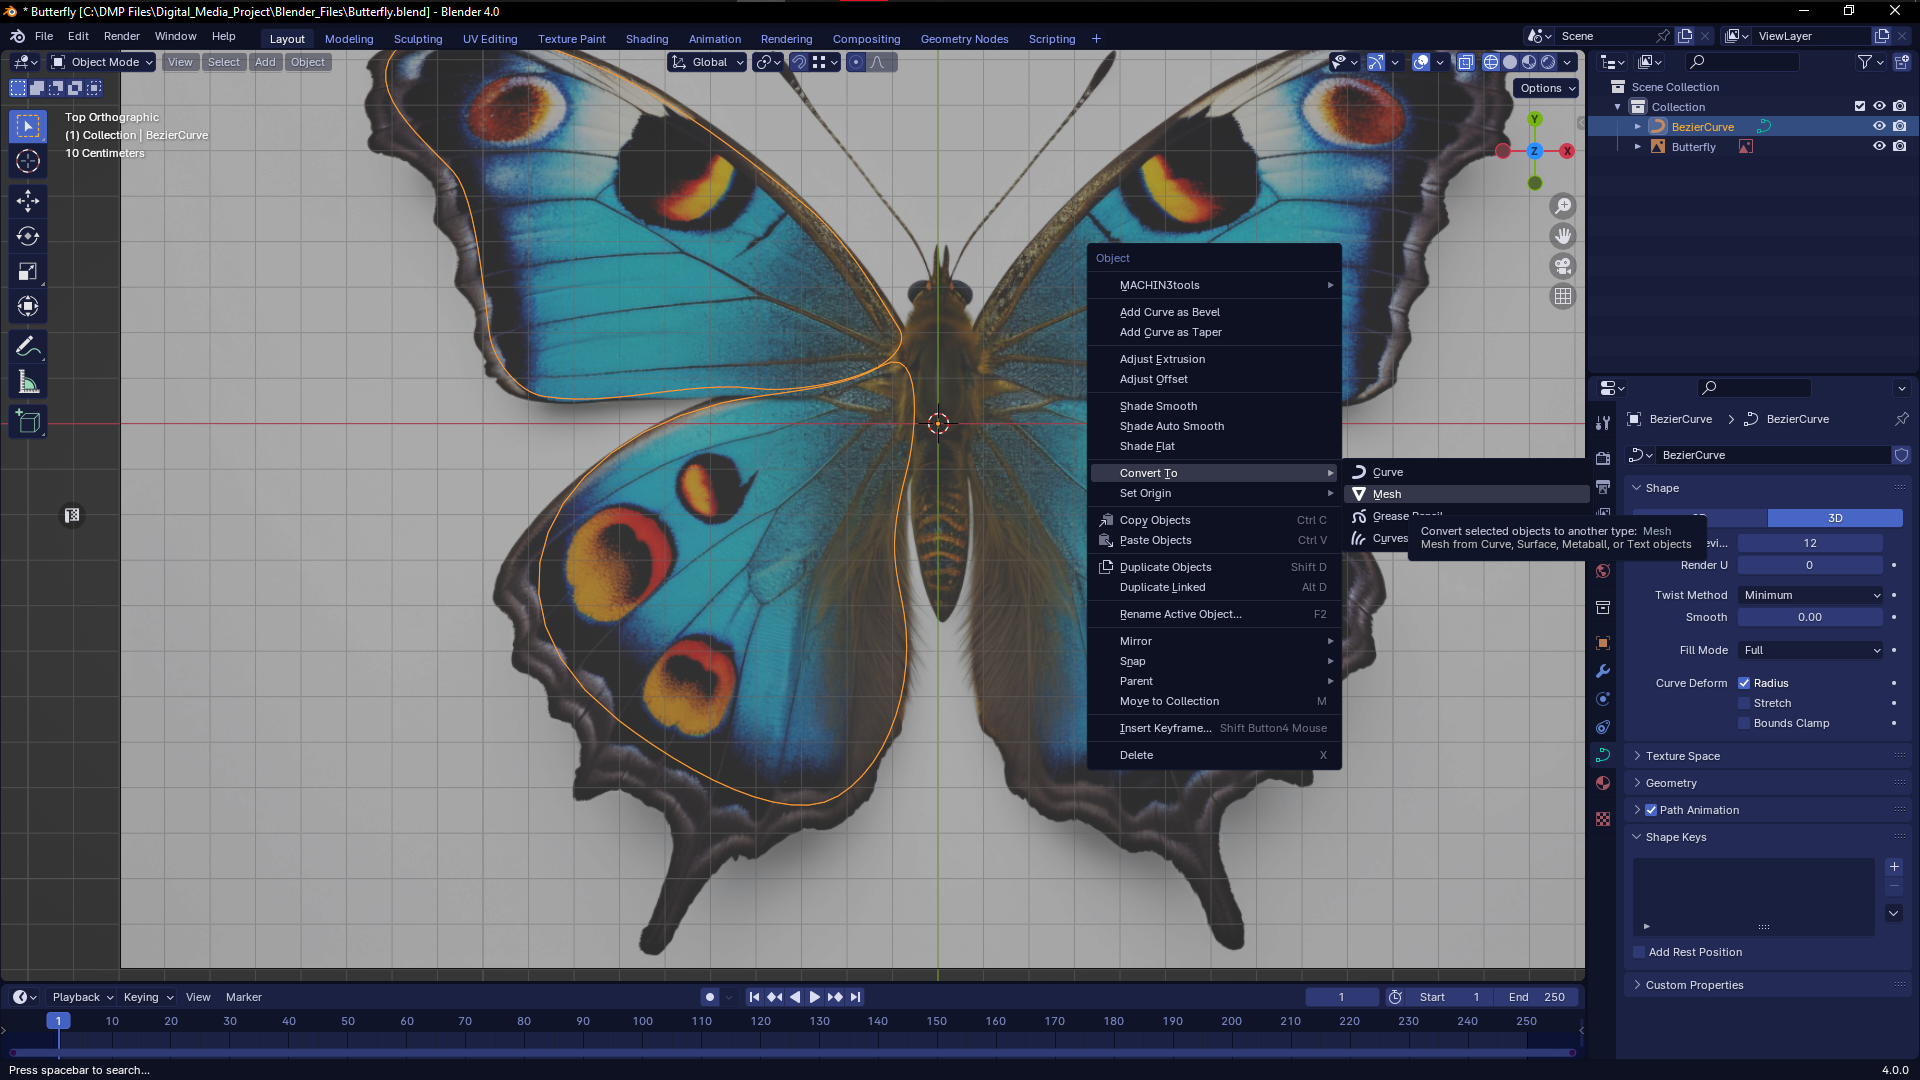 * Butterfly [C:\DMP Files\Digital_Media_Project\Blender_Files\Butterfly.blend] - Blender 4.0
File Edit Render Window Help
Layout Modeling Sculpting UV Editing Texture Paint Shading Animation Rendering Compositing Geometry Nodes Scripting +
Scene
ViewLayer
Object Mode View Select Add Object
Global
Options
Top Orthographic
(1) Collection | BezierCurve
10 Centimeters
Y
Z
X
Scene Collection
Collection
BezierCurve
Butterfly
Object
MACHIN3tools
Add Curve as Bevel
Add Curve as Taper
Adjust Extrusion
Adjust Offset
Shade Smooth
Shade Auto Smooth
Shade Flat
Convert To
Set Origin
Copy Objects Ctrl C
Paste Objects Ctrl V
Duplicate Objects Shift D
Duplicate Linked Alt D
Rename Active Object... F2
Mirror
Snap
Parent
Move to Collection M
Insert Keyframe... Shift Button4 Mouse
Delete X
Curve
Mesh
Grease Pencil
Curves
Convert selected objects to another type: Mesh
Mesh from Curve, Surface, Metaball, or Text objects
BezierCurve > BezierCurve
BezierCurve
Shape
3D
12
Render U 0
Twist Method Minimum
Smooth 0.00
Fill Mode Full
Curve Deform Radius
Stretch
Bounds Clamp
Texture Space
Geometry
Path Animation
Shape Keys
Add Rest Position
Custom Properties
Playback Keying View Marker
1 Start 1 End 250
1 10 20 30 40 50 60 70 80 90 100 110 120 130 140 150 160 170 180 190 200 210 220 230 240 250
Press spacebar to search...
4.0.0